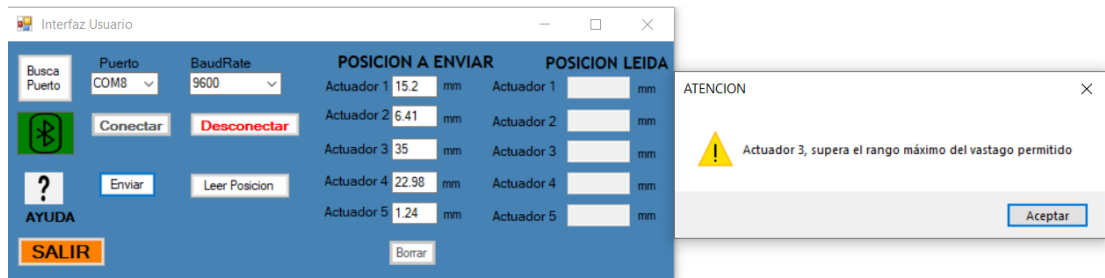 Interfaz Usuario
Busca
Puerto
Puerto
COM8
BaudRate
9600
Conectar
Desconectar
?
AYUDA
Enviar
Leer Posicion
SALIR
POSICION A ENVIAR
Actuador 1 15.2 mm
Actuador 2 6.41 mm
Actuador 3 35 mm
Actuador 4 22.98 mm
Actuador 5 1.24 mm
Borrar
POSICION LEIDA
Actuador 1 mm
Actuador 2 mm
Actuador 3 mm
Actuador 4 mm
Actuador 5 mm
ATENCION
Actuador 3, supera el rango máximo del vastago permitido
Aceptar